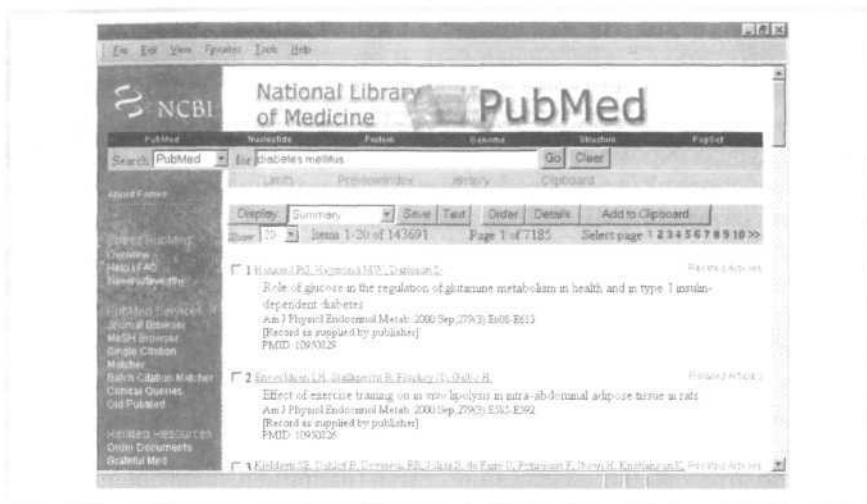 File Edit View Favorites Tools Help
NCBI
National Library
of Medicine
PubMed
PubMed Nucleotide Protein Genome Structure PopSet
Search PubMed for diabetes mellitus Go Clear
Limits Preview/Index History Clipboard
Display Summary Save Text Order Details Add to Clipboard
Show 20 Items 1-20 of 143691 Page 1 of 7185 Select page 1 2 3 4 5 6 7 8 9 10 >>
Overview
Help | FAQ
PubMed Services
Journal Browser
MeSH Browser
Single Citation
Matcher
Batch Citation Matcher
Clinical Queries
Old PubMed
Related Resources
Order Documents
Grateful Med
1
Related Articles
Role of glucose in the regulation of glutamine metabolism in health and in type 1 insulin-
dependent diabetes
Am J Physiol Endocrinol Metab. 2000 Sep;279(3):
[Record as supplied by publisher]
PMID: 10950829
2
Related Articles
Effect of exercise training on in vivo lipolysis in intra-abdominal adipose tissue in rats
Am J Physiol Endocrinol Metab. 2000 Sep;279(3):E585-E592
[Record as supplied by publisher]
PMID: 10950826
3
Related Articles